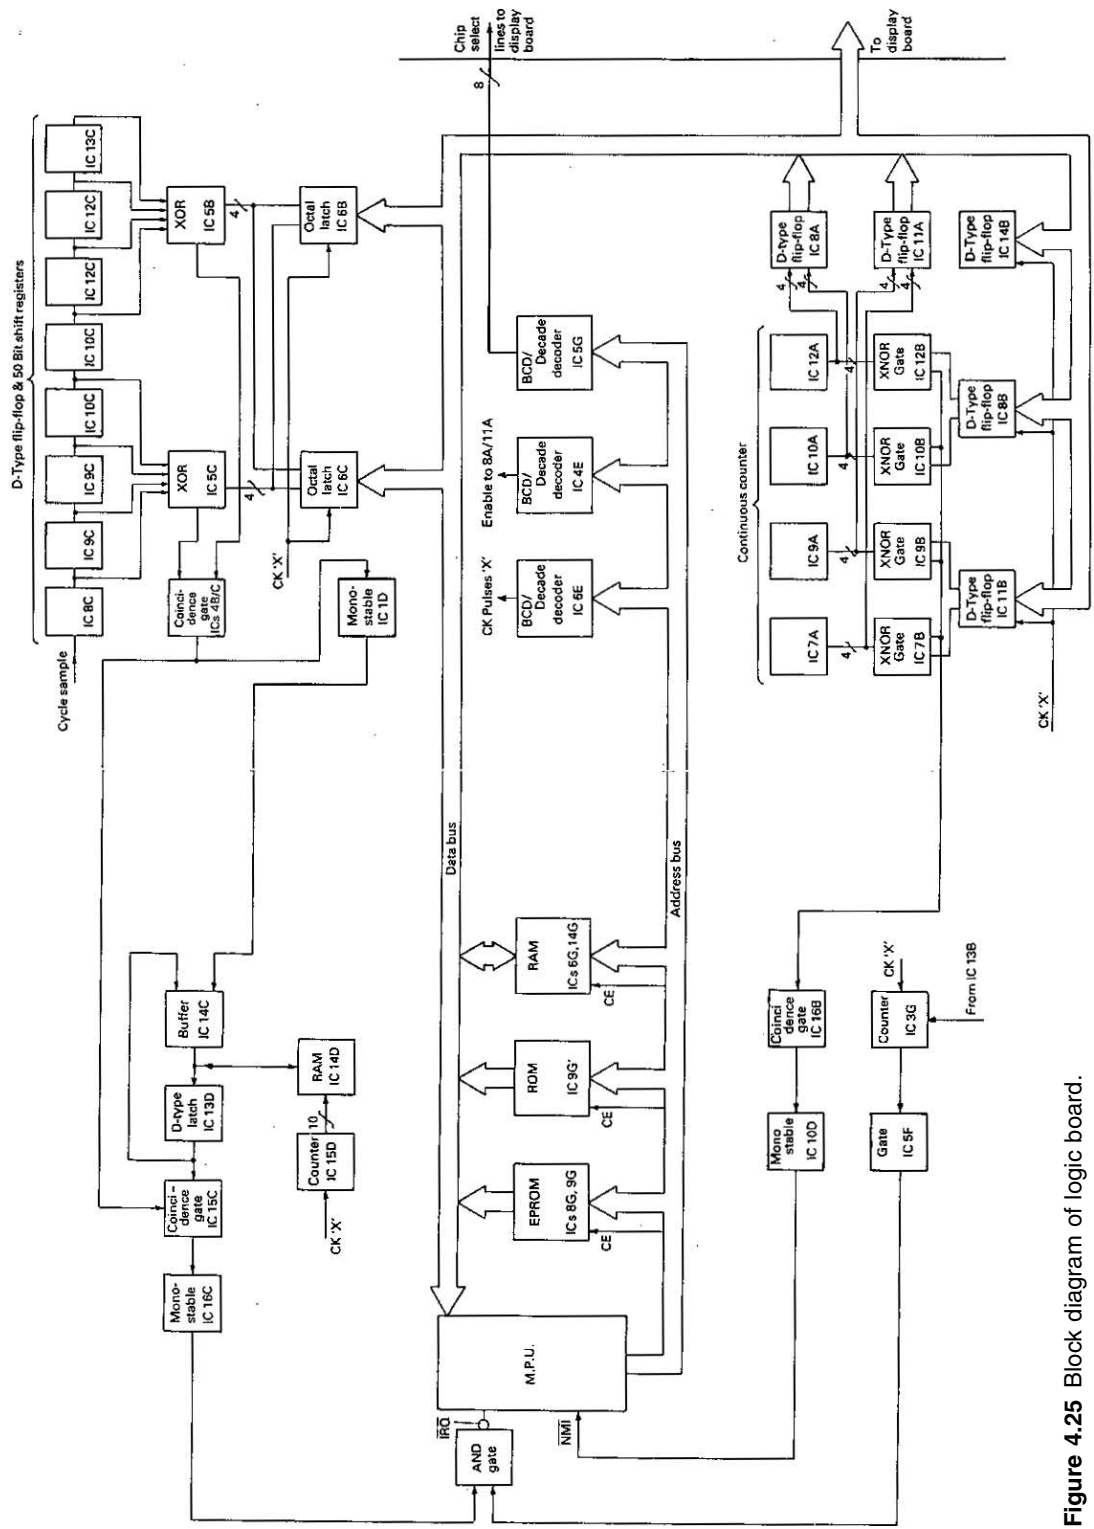 D-Type flip-flop & 50 Bit shift registers
Cycle sample
IC 8C
IC 9C
IC 9C
IC 10C
IC 10C
IC 12C
IC 12C
IC 13C
XOR
IC 5C
XOR
IC 5B
4
4
Coinci-
dence
gate
ICs 4B/C
Octal
latch
IC 6C
Octal
latch
IC 6B
CK 'X'
Mono-
stable
IC 1D
Mono-
stable
IC 16C
Coinci-
dence
gate
IC 15C
D-type
latch
IC 13D
Buffer
IC 14C
CK 'X'
Counter
IC 15D
10
RAM
IC 14D
Chip
select
lines to
display
board
8
To
display
board
Data bus
Address bus
AND
gate
IRQ
NMI
M.P.U.
EPROM
ICs 8G, 9G
CE
ROM
IC 9G'
CE
RAM
ICs 6G, 14G
CE
CK Pulses 'X'
BCD/
Decade
decoder
IC 6E
Enable to 8A/11A
BCD/
Decade
decoder
IC 4E
BCD/
Decade
decoder
IC 5G
Continuous counter
IC 7A
IC 9A
IC 10A
IC 12A
4
4
4
4
XNOR
Gate
IC 7B
XNOR
Gate
IC 9B
XNOR
Gate
IC 10B
XNOR
Gate
IC 12B
D-type
flip-flop
IC 8A
4
4
D-Type
flip-flop
IC 11A
4
4
D-Type
flip-flop
IC 14B
D-Type
flip-flop
IC 11B
D-Type
flip-flop
IC 8B
CK 'X'
Mono
stable
IC 10D
Coinci
dence
gate
IC 16B
Gate
IC 5F
Counter
IC 3G
CK 'X'
From IC 13B
Figure 4.25 Block diagram of logic board.